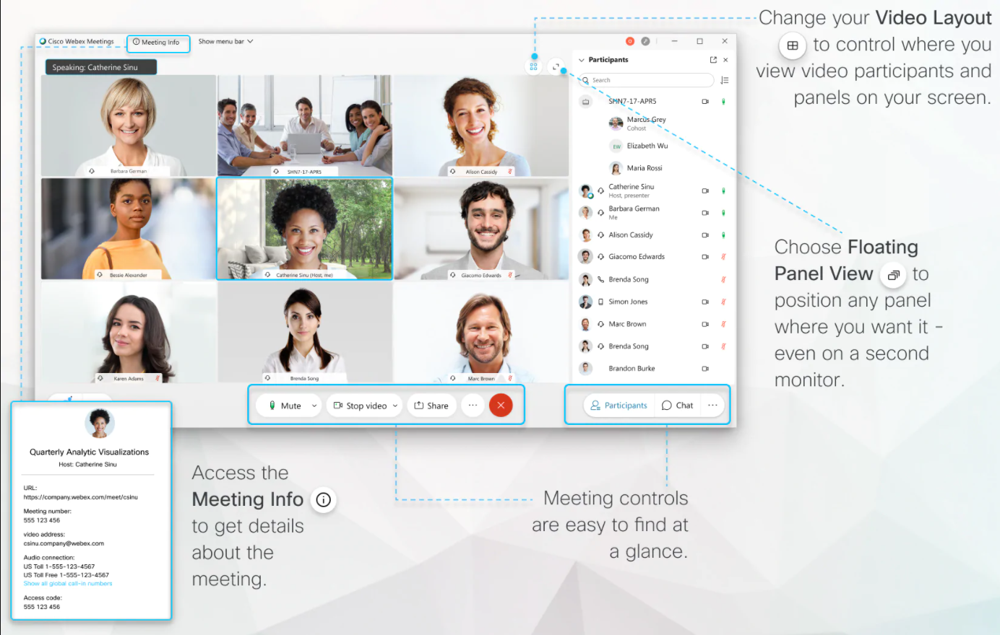 Cisco Webex Meetings
Meeting Info
Show menu bar
Speaking: Catherine Sinu
Barbara German
SHN7-17-APR5
Alison Cassidy
Bessie Alexander
Catherine Sinu (Host, me)
Giacomo Edwards
Karen Adams
Brenda Song
Marc Brown
Mute
Stop video
Share
Participants
Search
SHN7-17-APR5
Marcus Grey
Cohost
EW Elizabeth Wu
Maria Rossi
Catherine Sinu
Host, presenter
Barbara German
Me
Alison Cassidy
Giacomo Edwards
Brenda Song
Simon Jones
Marc Brown
Brenda Song
Brandon Burke
Participants
Chat
Change your Video Layout
to control where you
view video participants and
panels on your screen.
Choose Floating
Panel View to
position any panel
where you want it -
even on a second
monitor.
Quarterly Analytic Visualizations
Host: Catherine Sinu
URL:
https://company.webex.com/meet/csinu
Meeting number:
555 123 456
video address:
csinu.company@webex.com
Audio connection:
US Toll 1-555-123-4567
US Toll Free 1-555-123-4567
Show all global call-in numbers
Access code:
555 123 456
Access the
Meeting Info
to get details
about the
meeting.
Meeting controls
are easy to find at
a glance.